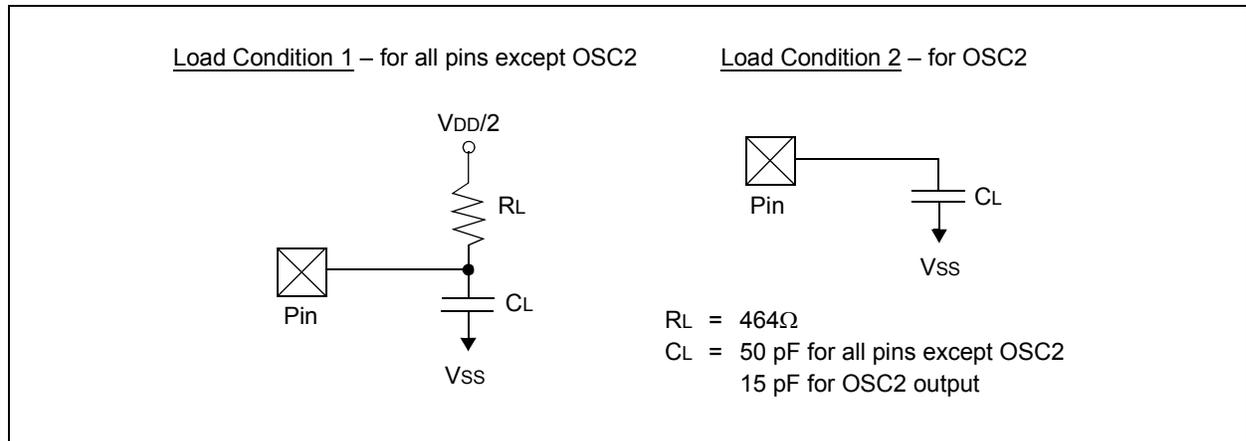 Load Condition 1 – for all pins except OSC2
Load Condition 2 – for OSC2
VDD/2
RL
Pin
CL
VSS
Pin
CL
VSS
RL = 464Ω
CL = 50 pF for all pins except OSC2
15 pF for OSC2 output